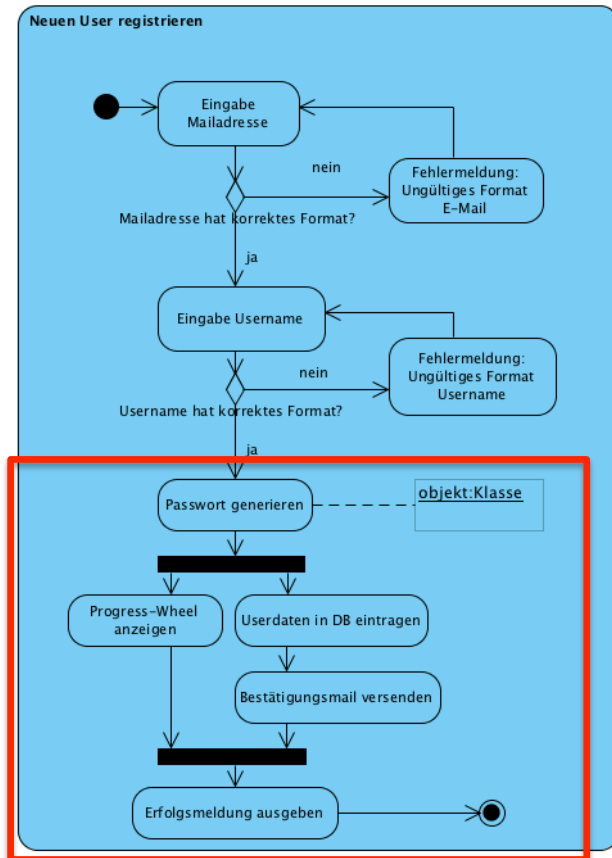 Neuen User registrieren
Eingabe
Mailadresse
nein
Fehlermeldung:
Ungültiges Format
E-Mail
Mailadresse hat korrektes Format?
ja
Eingabe Username
nein
Fehlermeldung:
Ungültiges Format
Username
Username hat korrektes Format?
ja
Passwort generieren
objekt:Klasse
Progress-Wheel
anzeigen
Userdaten in DB eintragen
Bestätigungsmail versenden
Erfolgsmeldung ausgeben